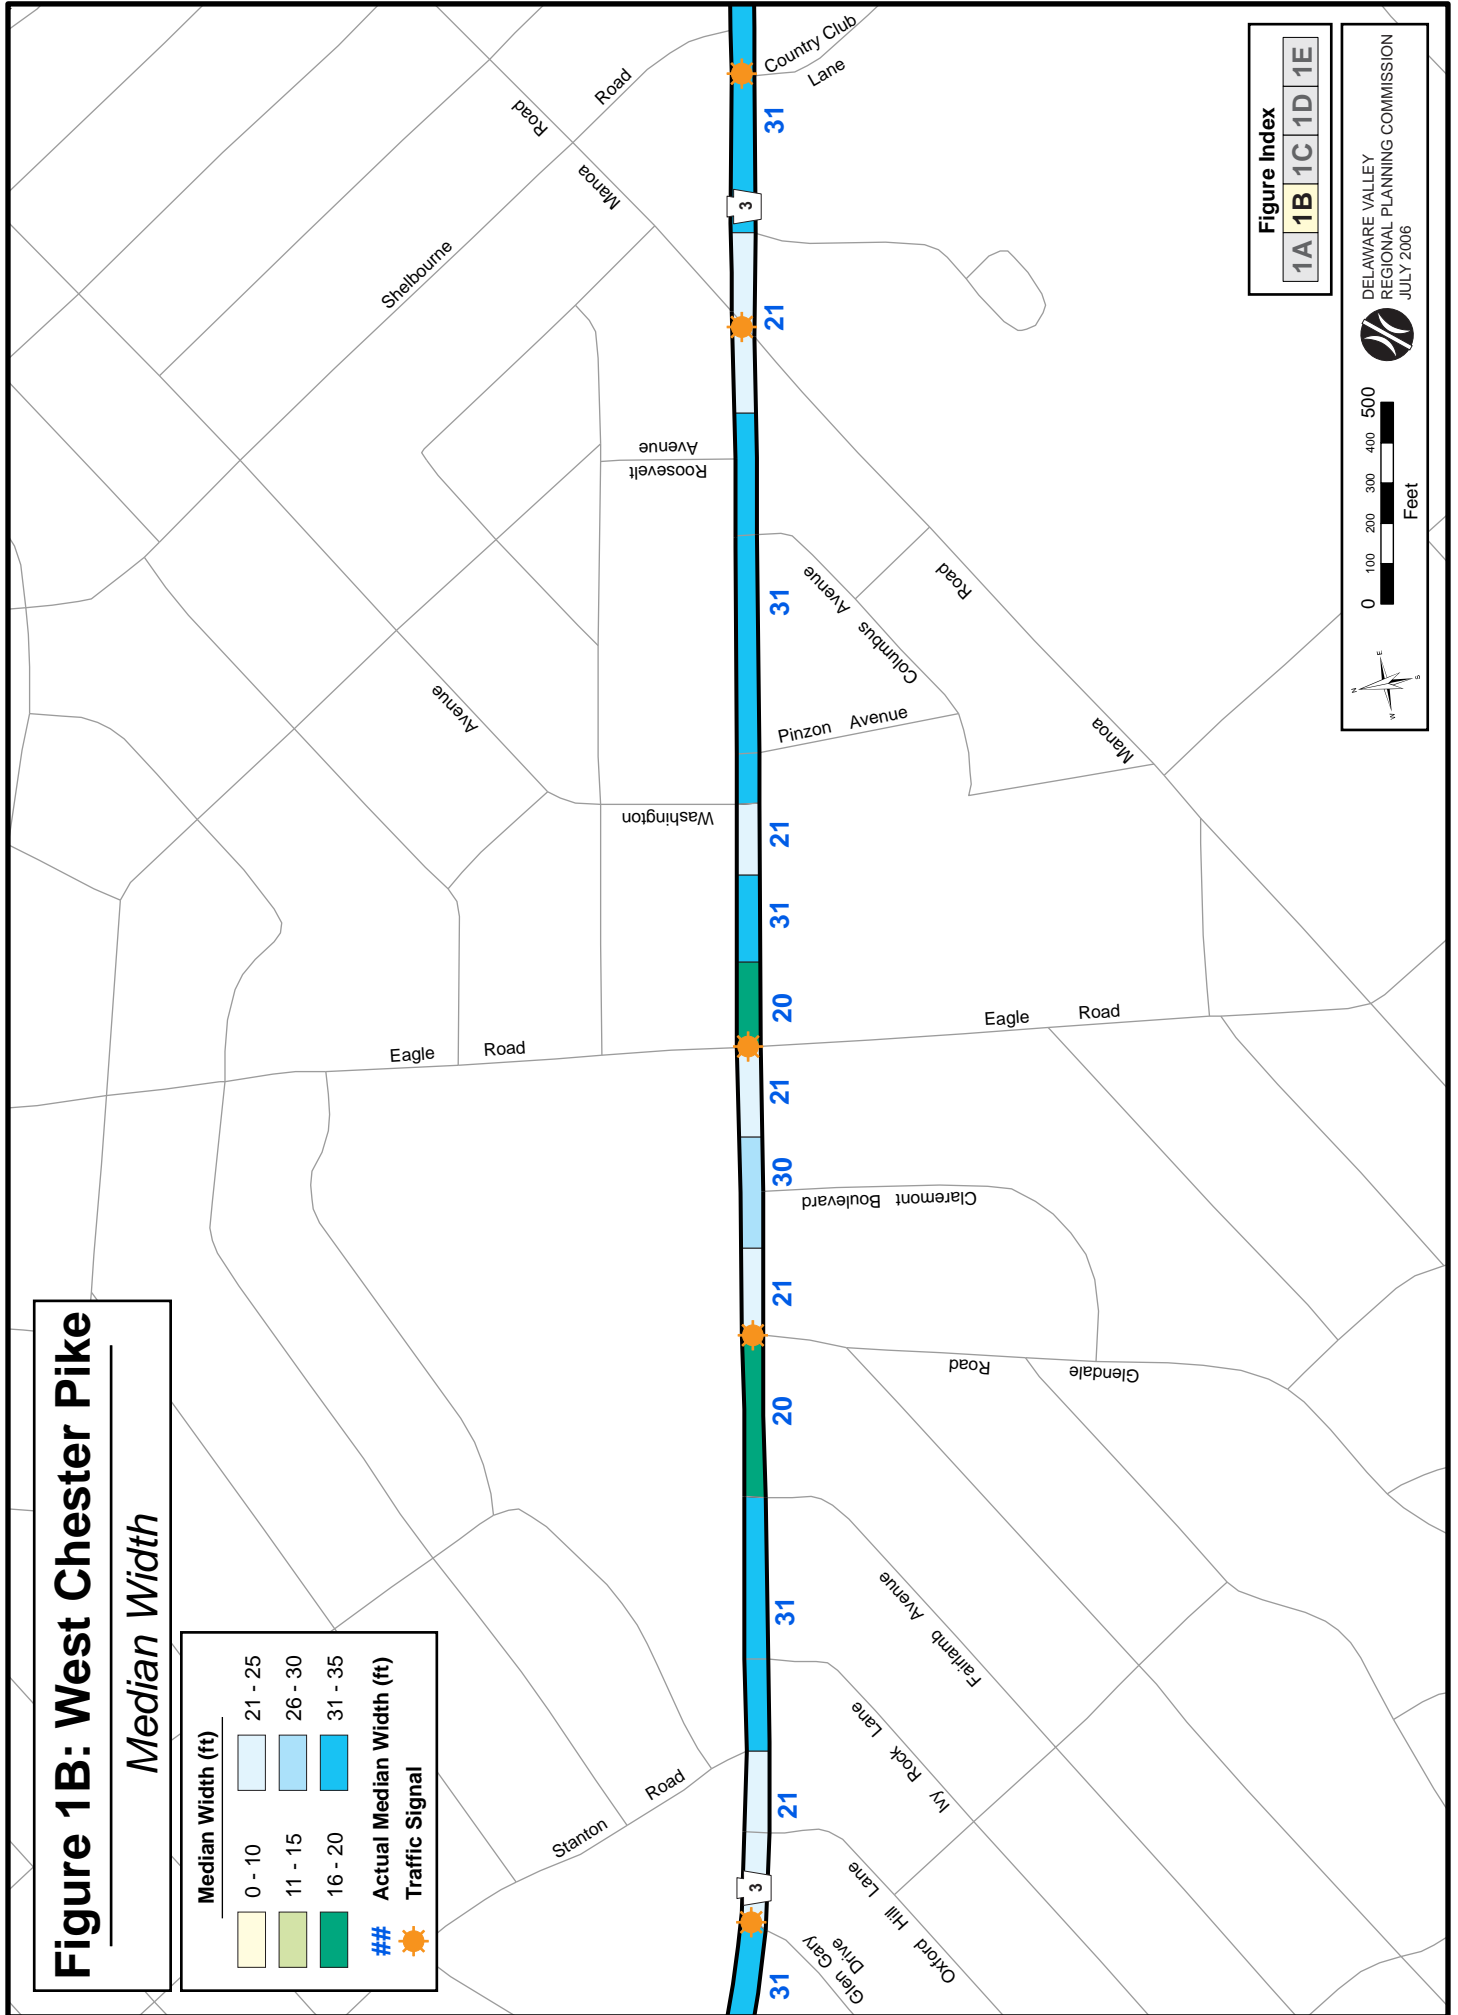 Figure 1B: West Chester Pike
Median Width
Median Width (ft)
0 - 10
21 - 25
11 - 15
26 - 30
16 - 20
31 - 35
## Actual Median Width (ft)
Traffic Signal
Stanton Road
Eagle Road
Washington
Avenue
Roosevelt
Avenue
Shelbourne
Road
Manoa
Road
Country Club
Lane
3
3
31
21
31
20
21
30
21
20
31
21
31
21
31
Glen Gary
Drive
Oxford Hill Lane
Ivy Rock Lane
Fairlamb Avenue
Glendale Road
Claremont Boulevard
Eagle Road
Pinzon Avenue
Columbus Avenue
Manoa Road
Figure Index
1A 1B 1C 1D 1E
N
W
E
S
0 100 200 300 400 500
Feet
DELAWARE VALLEY
REGIONAL PLANNING COMMISSION
JULY 2006